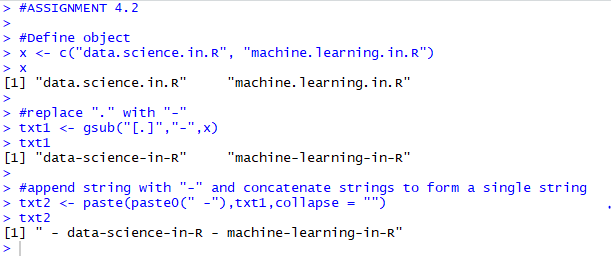 > #ASSIGNMENT 4.2
>
> #Define object
> x <- c("data.science.in.R", "machine.learning.in.R")
> x
[1] "data.science.in.R"     "machine.learning.in.R"
>
> #replace "." with "-"
> txt1 <- gsub("[.]","-",x)
> txt1
[1] "data-science-in-R"     "machine-learning-in-R"
>
> #append string with "-" and concatenate strings to form a single string
> txt2 <- paste(paste0(" -"),txt1,collapse = "")
> txt2
[1] " - data-science-in-R - machine-learning-in-R"
>